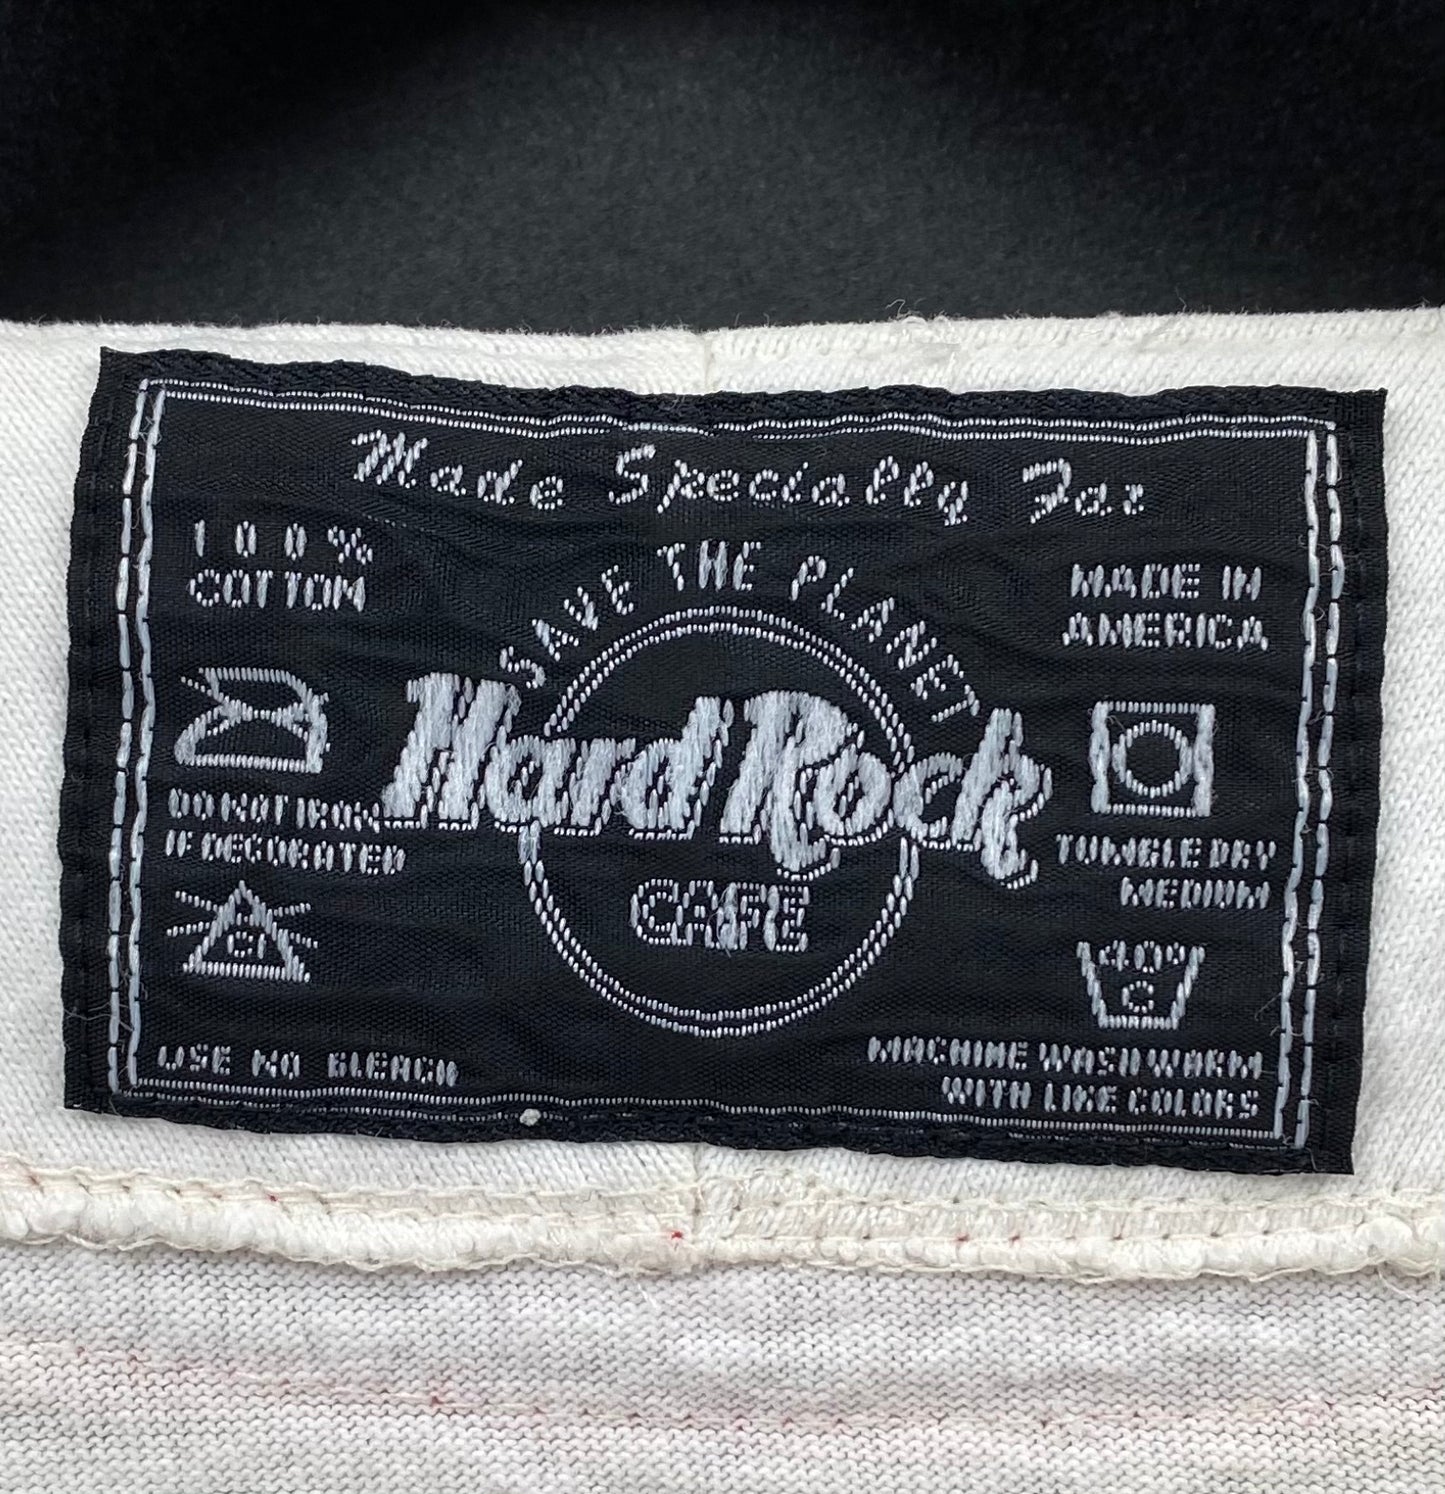 Made Specially For
100%
COTTON
SAVE THE PLANET
MADE IN
AMERICA
Hard Rock
CAFE
DO NOT IRON
IF DECORATED
TUMBLE DRY
MEDIUM
Cl
40°
C
USE NO BLEACH
MACHINE WASH WARM
WITH LIKE COLORS